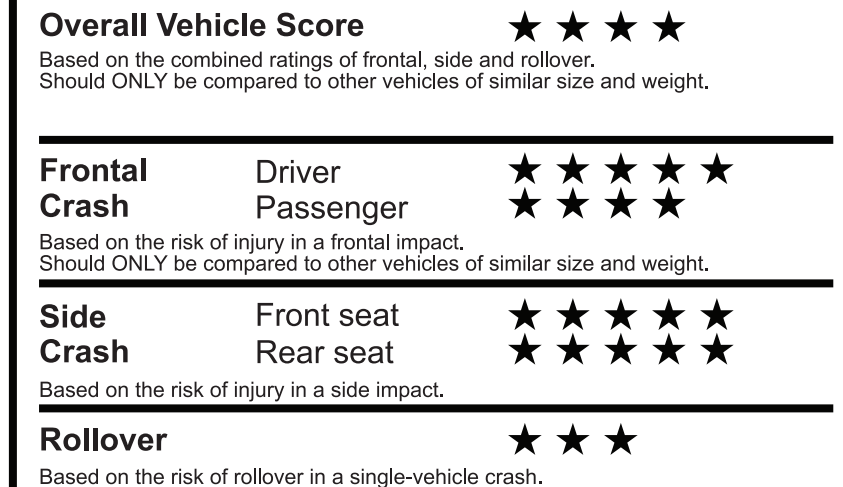 Overall Vehicle Score ★ ★ ★ ★
Based on the combined ratings of frontal, side and rollover.
Should ONLY be compared to other vehicles of similar size and weight.
Frontal Driver ★ ★ ★ ★ ★
Crash Passenger ★ ★ ★ ★
Based on the risk of injury in a frontal impact.
Should ONLY be compared to other vehicles of similar size and weight.
Side Front seat ★ ★ ★ ★ ★
Crash Rear seat ★ ★ ★ ★ ★
Based on the risk of injury in a side impact.
Rollover ★ ★ ★
Based on the risk of rollover in a single-vehicle crash.